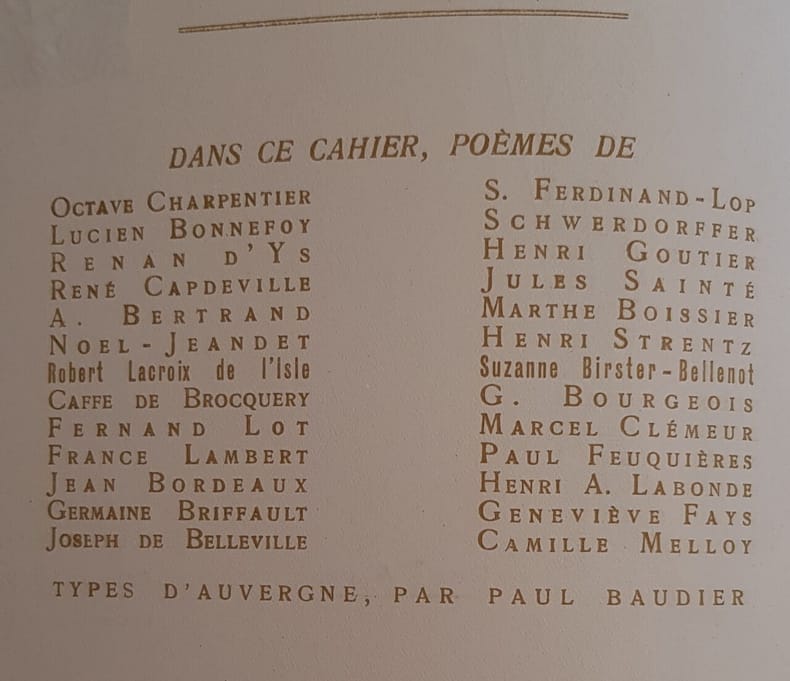 DANS CE CAHIER, POÈMES DE
OCTAVE CHARPENTIER
LUCIEN BONNEFOY
RENAN D'YS
RENÉ CAPDEVILLE
A. BERTRAND
NOEL-JEANDET
Robert Lacroix de l'Isle
CAFFE DE BROCQUERY
FERNAND LOT
FRANCE LAMBERT
JEAN BORDEAUX
GERMAINE BRIFFAULT
JOSEPH DE BELLEVILLE
S. FERDINAND-LOP
SCHWERDORFFER
HENRI GOUTIER
JULES SAINTÉ
MARTHE BOISSIER
HENRI STRENTZ
Suzanne Birster-Bellenot
G. BOURGEOIS
MARCEL CLÉMEUR
PAUL FEUQUIÈRES
HENRI A. LABONDE
GENEVIÈVE FAYS
CAMILLE MELLOY
TYPES D'AUVERGNE, PAR PAUL BAUDIER